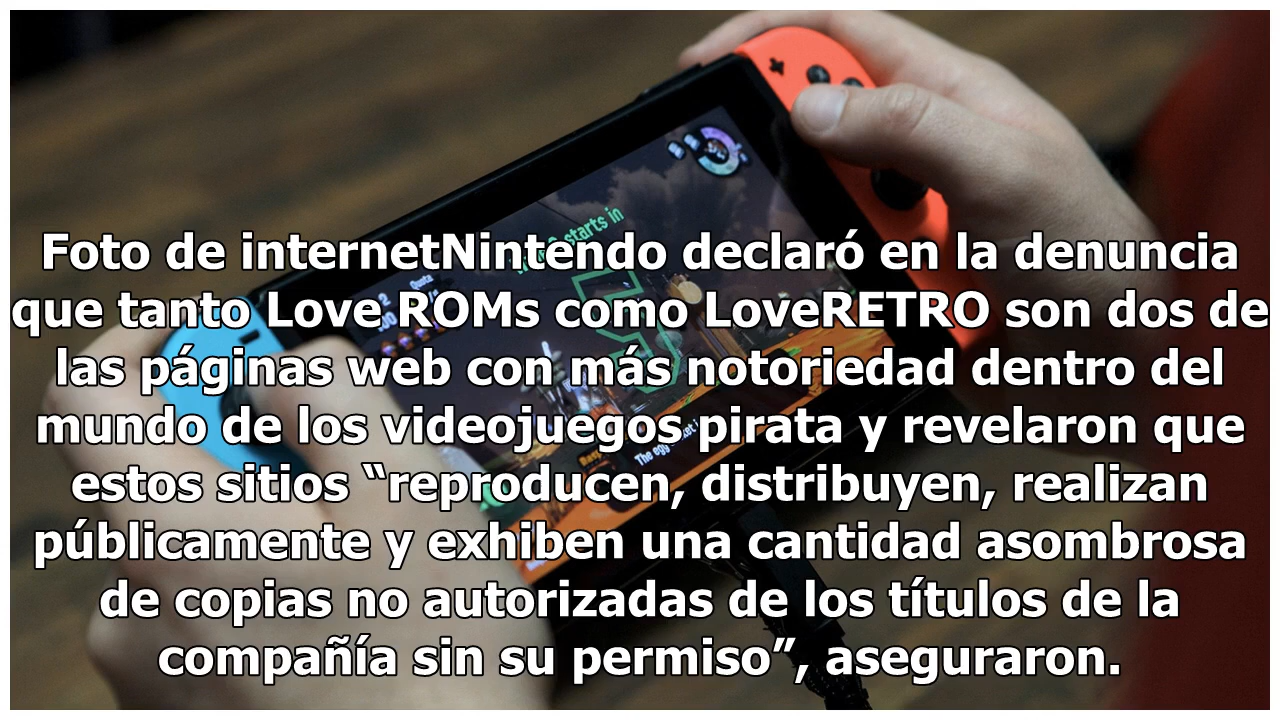 Foto de internetNintendo declaró en la denuncia
que tanto Love ROMs como LoveRETRO son dos de
las páginas web con más notoriedad dentro del
mundo de los videojuegos pirata y revelaron que
estos sitios “reproducen, distribuyen, realizan
públicamente y exhiben una cantidad asombrosa
de copias no autorizadas de los títulos de la
compañía sin su permiso”, aseguraron.
starts in